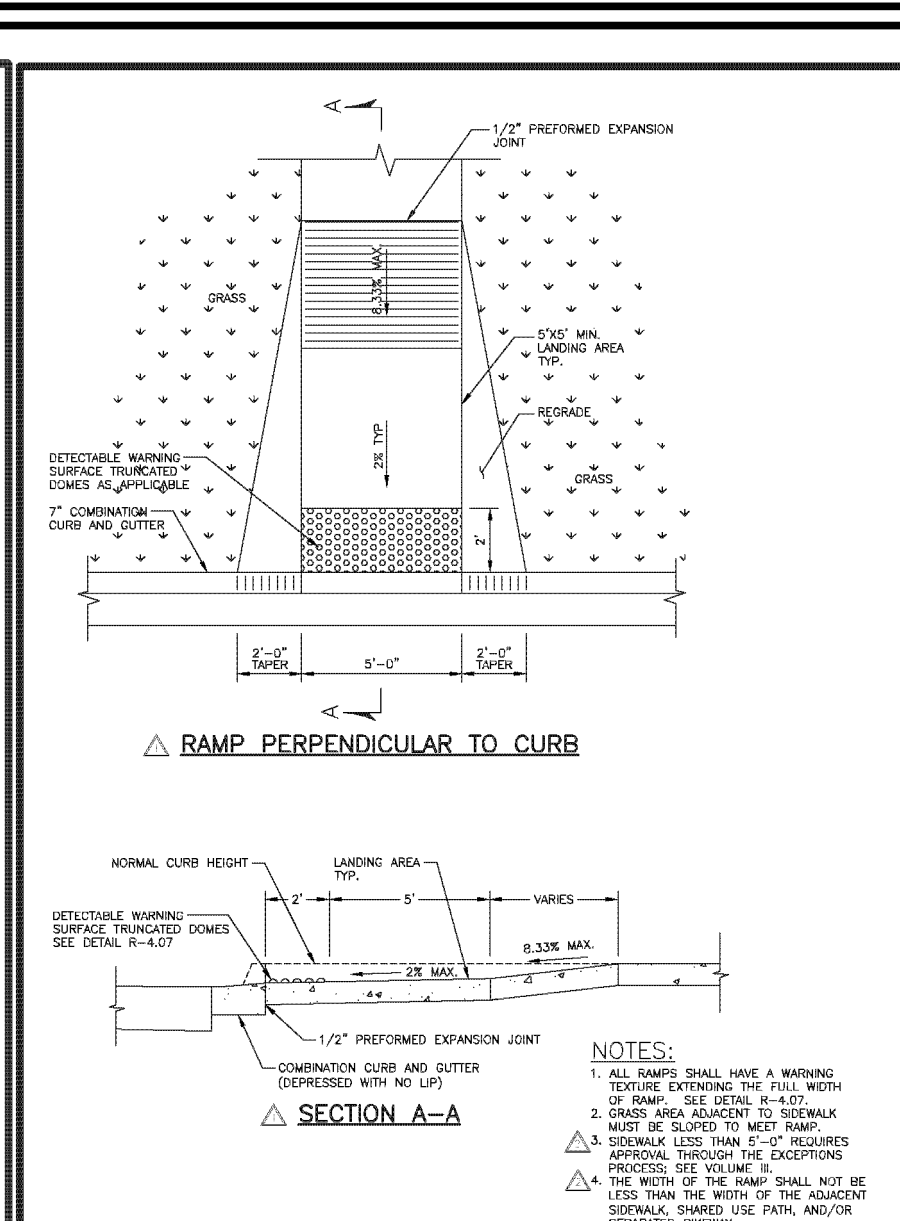 A
1/2" PREFORMED EXPANSION
JOINT
8.33% MAX.
GRASS
5'X5' MIN.
LANDING AREA
TYP.
REGRADE
2% TYP
DETECTABLE WARNING
SURFACE TRUNCATED
DOMES AS APPLICABLE
GRASS
7" COMBINATION
CURB AND GUTTER
2'
2'-0"
TAPER
5'-0"
2'-0"
TAPER
A
RAMP PERPENDICULAR TO CURB
NORMAL CURB HEIGHT
LANDING AREA
TYP.
2'
5'
VARIES
DETECTABLE WARNING
SURFACE TRUNCATED DOMES
SEE DETAIL R-4.07
8.33% MAX.
2% MAX.
1/2" PREFORMED EXPANSION JOINT
COMBINATION CURB AND GUTTER
(DEPRESSED WITH NO LIP)
SECTION A-A
NOTES:
1. ALL RAMPS SHALL HAVE A WARNING
TEXTURE EXTENDING THE FULL WIDTH
OF RAMP. SEE DETAIL R-4.07.
2. GRASS AREA ADJACENT TO SIDEWALK
MUST BE SLOPED TO MEET RAMP.
3. SIDEWALK LESS THAN 5'-0" REQUIRES
APPROVAL THROUGH THE EXCEPTIONS
PROCESS; SEE VOLUME III.
4. THE WIDTH OF THE RAMP SHALL NOT BE
LESS THAN THE WIDTH OF THE ADJACENT
SIDEWALK, SHARED USE PATH, AND/OR